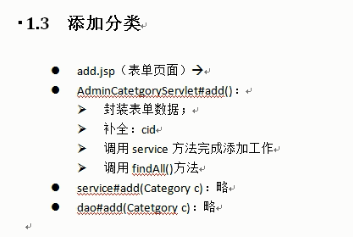 1.3 添加分类
● add.jsp（表单页面）→
● AdminCatetgoryServlet#add()：
➢ 封装表单数据；
➢ 补全：cid
➢ 调用 service 方法完成添加工作
➢ 调用 findAll()方法
● service#add(Category c)：略
● dao#add(Category c)：略